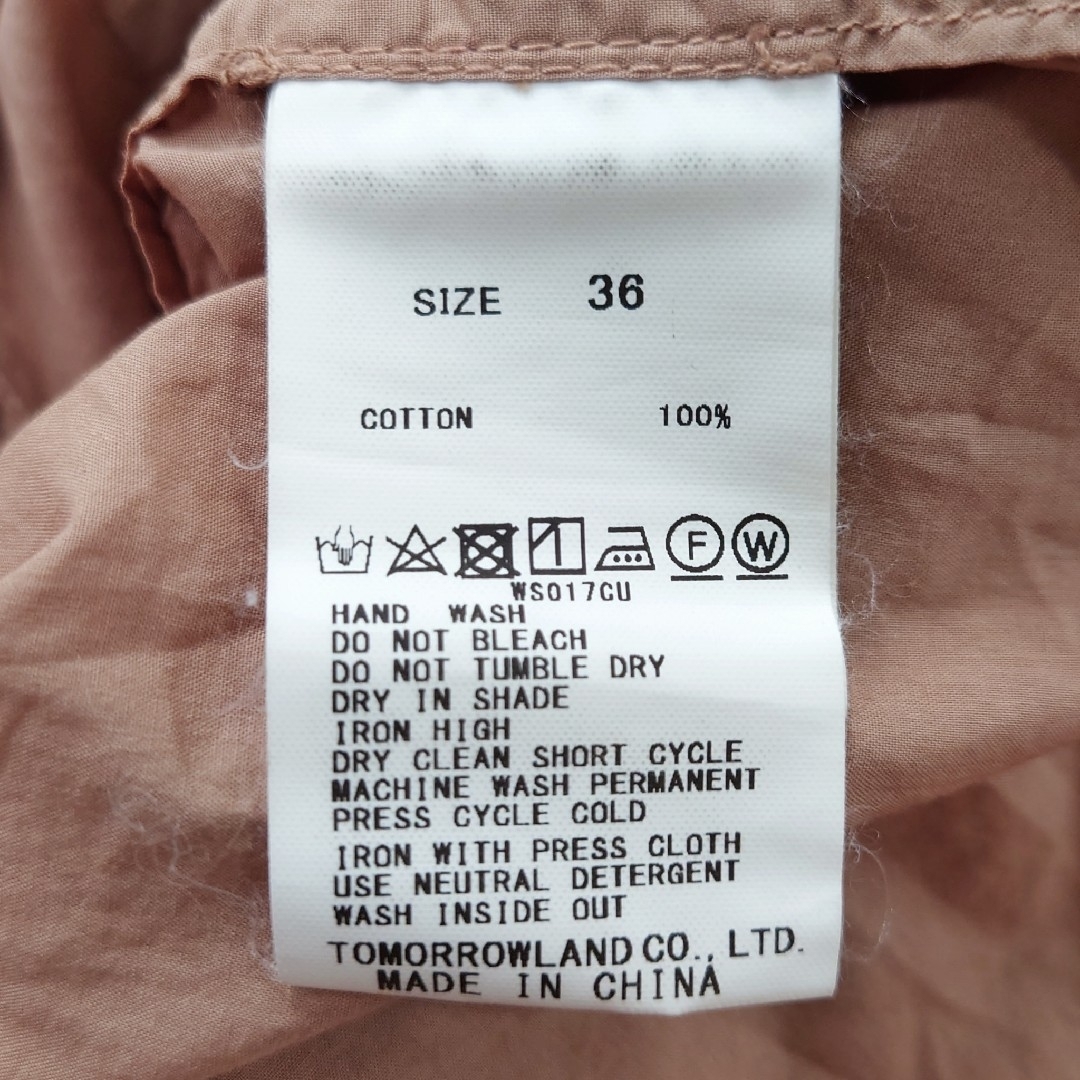 SIZE 36
COTTON 100%
F W
WS017CU
HAND WASH
DO NOT BLEACH
DO NOT TUMBLE DRY
DRY IN SHADE
IRON HIGH
DRY CLEAN SHORT CYCLE
MACHINE WASH PERMANENT
PRESS CYCLE COLD
IRON WITH PRESS CLOTH
USE NEUTRAL DETERGENT
WASH INSIDE OUT
TOMORROWLAND CO., LTD.
MADE IN CHINA